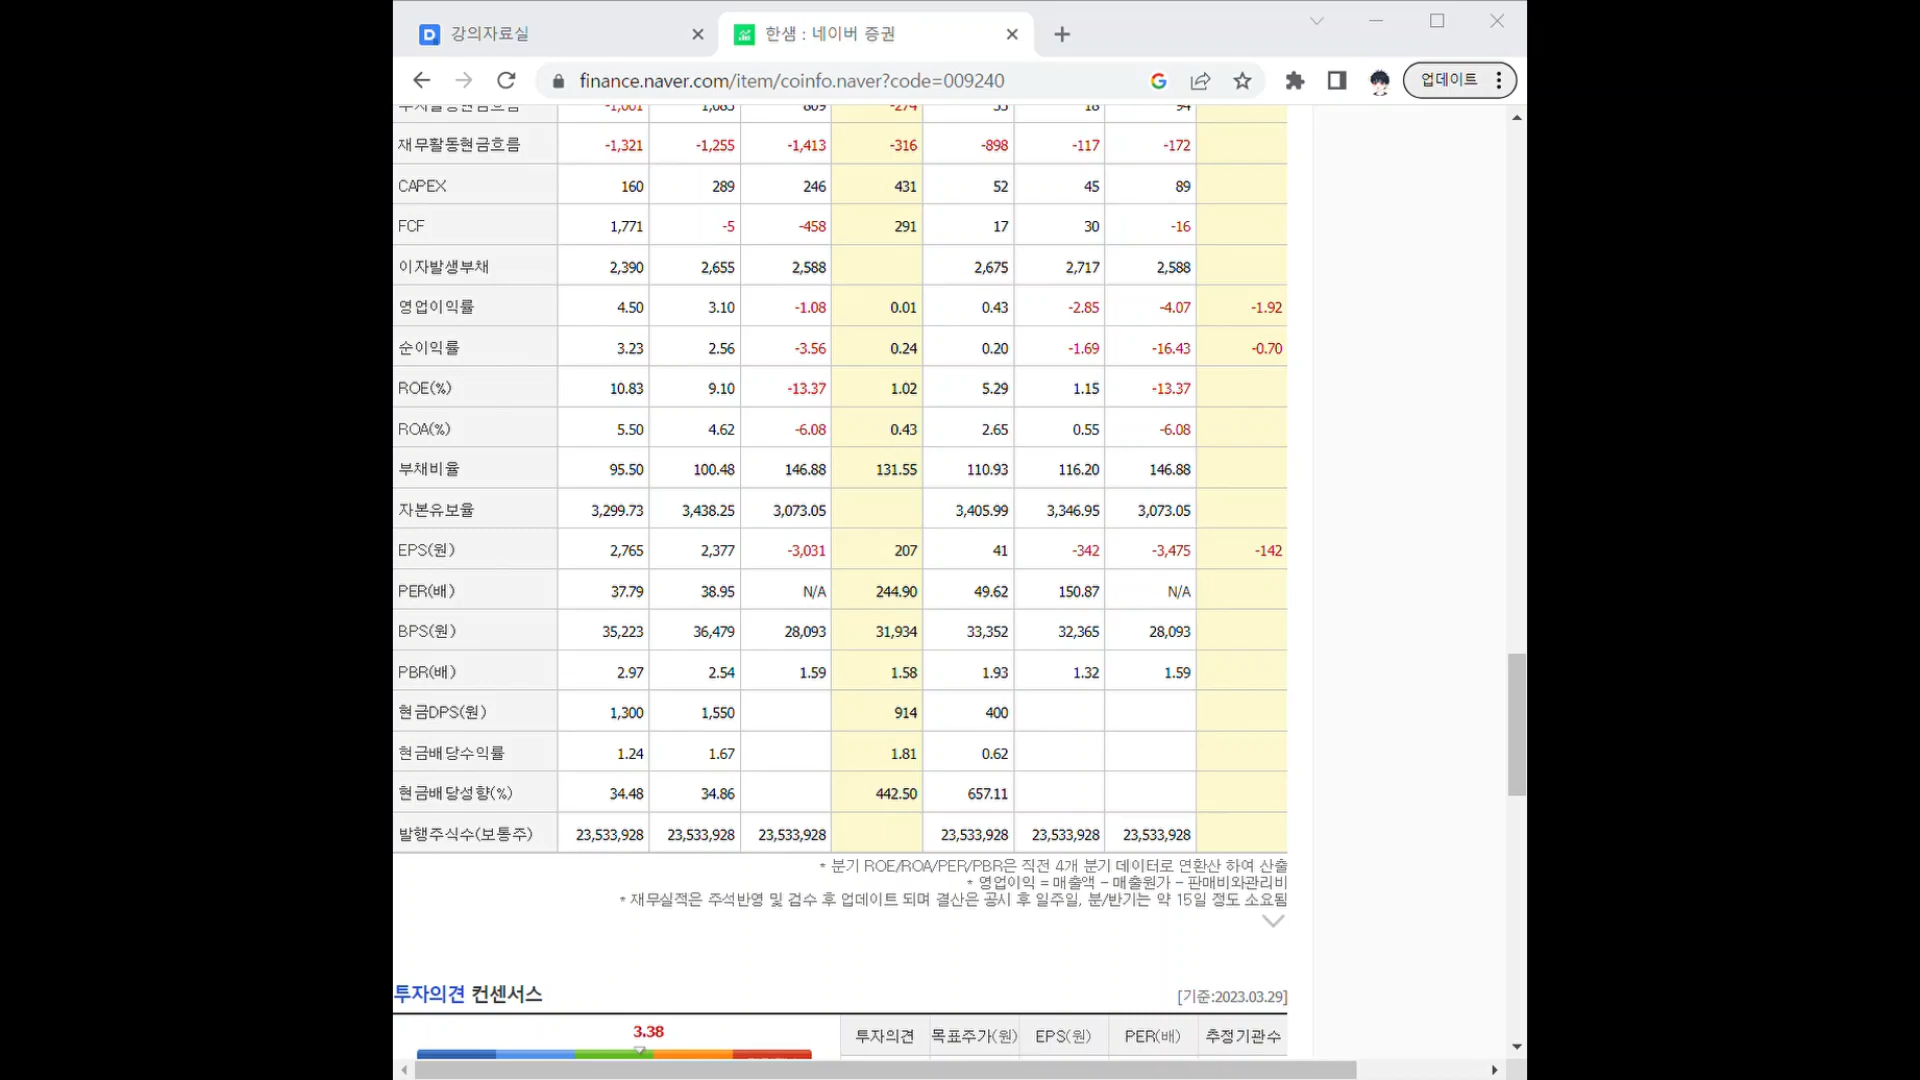 강의자료실
한샘 : 네이버 증권
finance.naver.com/item/coinfo.naver?code=009240
업데이트
투자활동현금흐름 -1,001 1,085 809 -274 18 94
재무활동현금흐름 -1,321 -1,255 -1,413 -316 -898 -117 -172
CAPEX 160 289 246 431 52 45 89
FCF 1,771 -5 -458 291 17 30 -16
이자발생부채 2,390 2,655 2,588 2,675 2,717 2,588
영업이익률 4.50 3.10 -1.08 0.01 0.43 -2.85 -4.07 -1.92
순이익률 3.23 2.56 -3.56 0.24 0.20 -1.69 -16.43 -0.70
ROE(%) 10.83 9.10 -13.37 1.02 5.29 1.15 -13.37
ROA(%) 5.50 4.62 -6.08 0.43 2.65 0.55 -6.08
부채비율 95.50 100.48 146.88 131.55 110.93 116.20 146.88
자본유보율 3,299.73 3,438.25 3,073.05 3,405.99 3,346.95 3,073.05
EPS(원) 2,765 2,377 -3,031 207 41 -342 -3,475 -142
PER(배) 37.79 38.95 N/A 244.90 49.62 150.87 N/A
BPS(원) 35,223 36,479 28,093 31,934 33,352 32,365 28,093
PBR(배) 2.97 2.54 1.59 1.58 1.93 1.32 1.59
현금DPS(원) 1,300 1,550 914 400
현금배당수익률 1.24 1.67 1.81 0.62
현금배당성향(%) 34.48 34.86 442.50 657.11
발행주식수(보통주) 23,533,928 23,533,928 23,533,928 23,533,928 23,533,928 23,533,928
* 분기 ROE/ROA/PER/PBR은 직전 4개 분기 데이터로 연환산 하여 산출
* 영업이익 = 매출액 - 매출원가 - 판매비와관리비
* 재무실적은 주석반영 및 검수 후 업데이트 되며 결산은 공시 후 일주일, 분/반기는 약 15일 정도 소요됨
투자의견 컨센서스 [기준:2023.03.29]
3.38
투자의견 목표주가(원) EPS(원) PER(배) 추정기관수